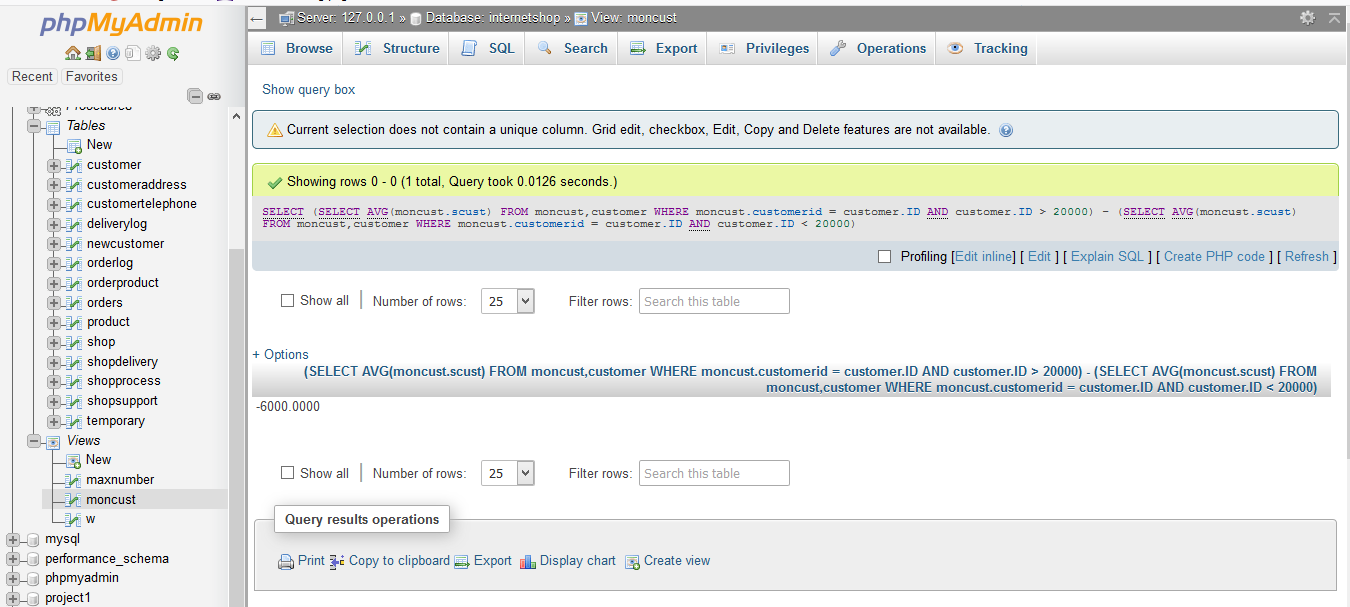 phpMyAdmin
Recent Favorites
Procedures
Tables
New
customer
customeraddress
customertelephone
deliverylog
newcustomer
orderlog
orderproduct
orders
product
shop
shopdelivery
shopprocess
shopsupport
temporary
Views
New
maxnumber
moncust
w
mysql
performance_schema
phpmyadmin
project1
Server: 127.0.0.1 » Database: internetshop » View: moncust
Browse Structure SQL Search Export Privileges Operations Tracking
Show query box
Current selection does not contain a unique column. Grid edit, checkbox, Edit, Copy and Delete features are not available.
Showing rows 0 - 0 (1 total, Query took 0.0126 seconds.)
SELECT (SELECT AVG(moncust.scust) FROM moncust,customer WHERE moncust.customerid = customer.ID AND customer.ID > 20000) - (SELECT AVG(moncust.scust)
FROM moncust,customer WHERE moncust.customerid = customer.ID AND customer.ID < 20000)
Profiling [Edit inline] [ Edit ] [ Explain SQL ] [ Create PHP code ] [ Refresh ]
Show all | Number of rows: 25 Filter rows: Search this table
+ Options
(SELECT AVG(moncust.scust) FROM moncust,customer WHERE moncust.customerid = customer.ID AND customer.ID > 20000) - (SELECT AVG(moncust.scust) FROM
moncust,customer WHERE moncust.customerid = customer.ID AND customer.ID < 20000)
-6000.0000
Show all | Number of rows: 25 Filter rows: Search this table
Query results operations
Print Copy to clipboard Export Display chart Create view